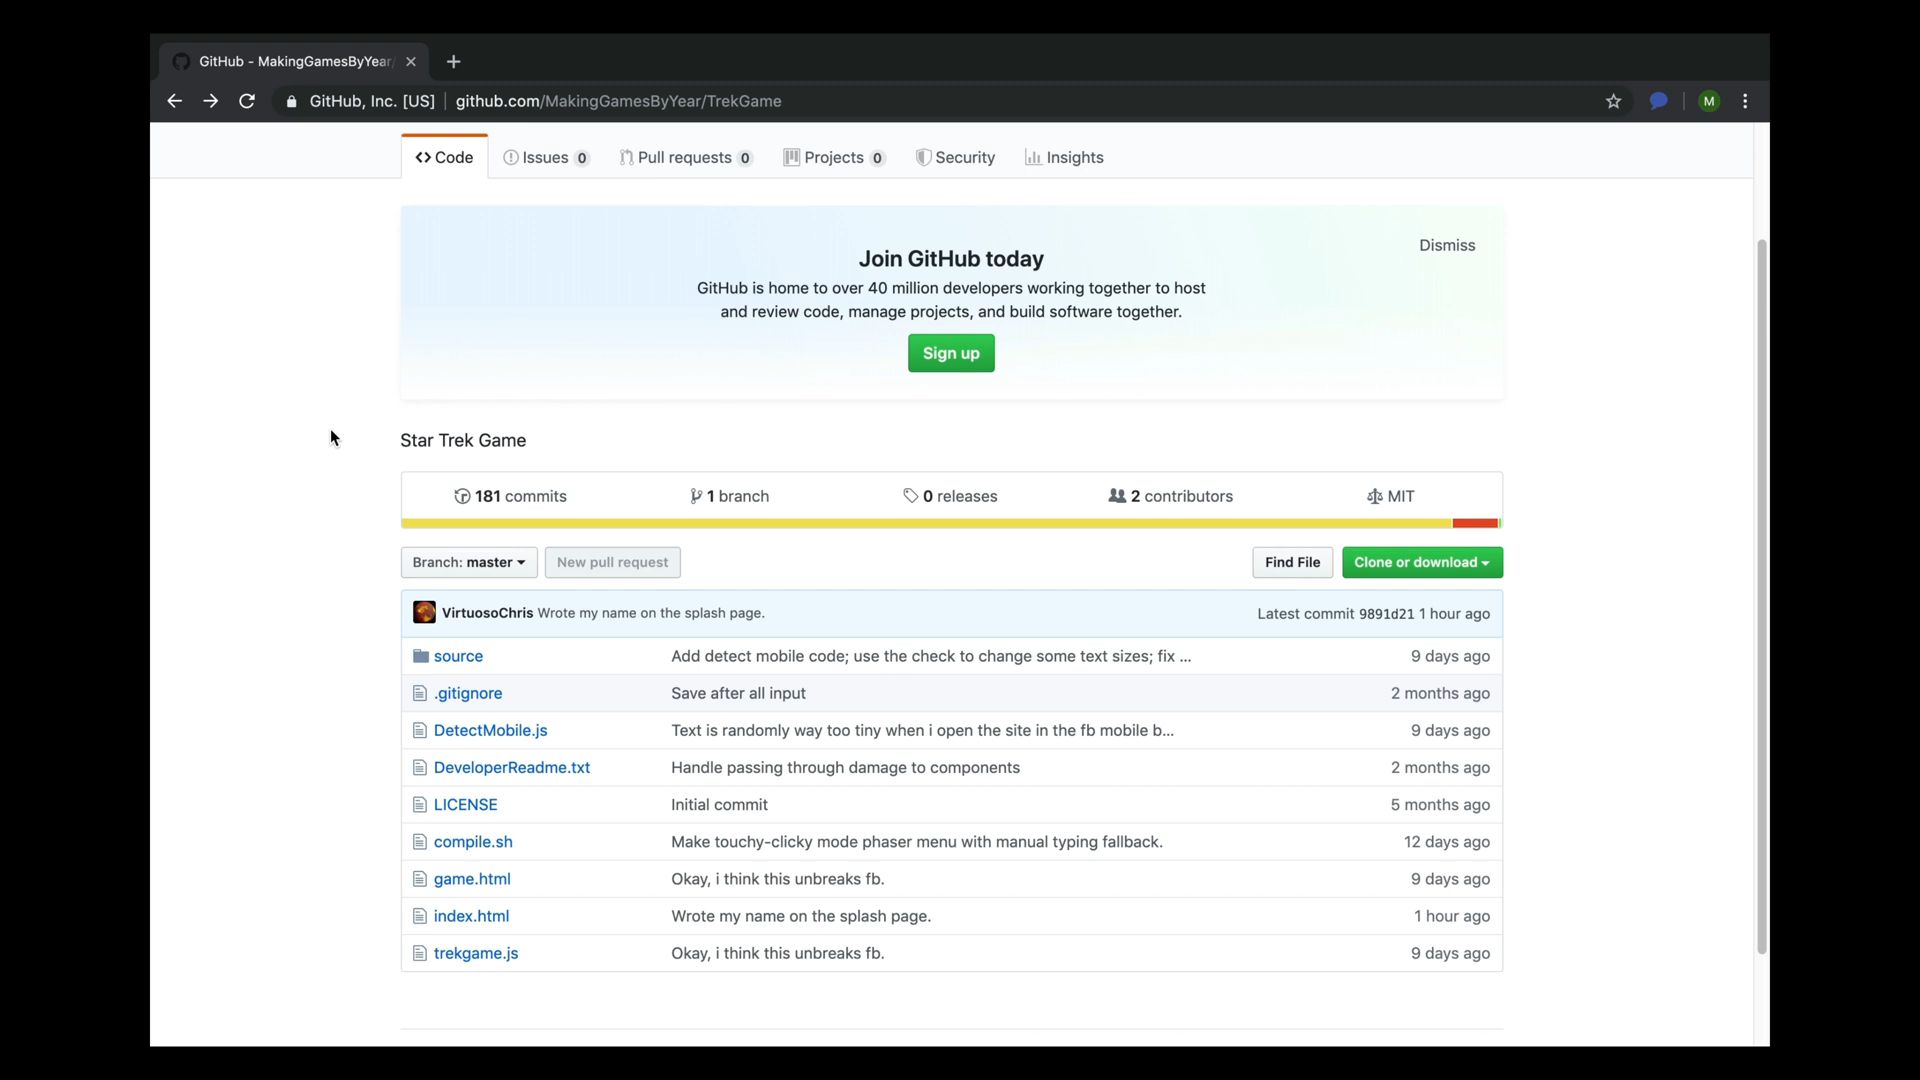 GitHub - MakingGamesByYear/
GitHub, Inc. [US] github.com/MakingGamesByYear/TrekGame M
Code Issues 0 Pull requests 0 Projects 0 Security Insights
Dismiss
Join GitHub today
GitHub is home to over 40 million developers working together to host
and review code, manage projects, and build software together.
Sign up
Star Trek Game
181 commits 1 branch 0 releases 2 contributors MIT
Branch: master New pull request Find File Clone or download
VirtuosoChris Wrote my name on the splash page. Latest commit 9891d21 1 hour ago
source Add detect mobile code; use the check to change some text sizes; fix ... 9 days ago
.gitignore Save after all input 2 months ago
DetectMobile.js Text is randomly way too tiny when i open the site in the fb mobile b... 9 days ago
DeveloperReadme.txt Handle passing through damage to components 2 months ago
LICENSE Initial commit 5 months ago
compile.sh Make touchy-clicky mode phaser menu with manual typing fallback. 12 days ago
game.html Okay, i think this unbreaks fb. 9 days ago
index.html Wrote my name on the splash page. 1 hour ago
trekgame.js Okay, i think this unbreaks fb. 9 days ago